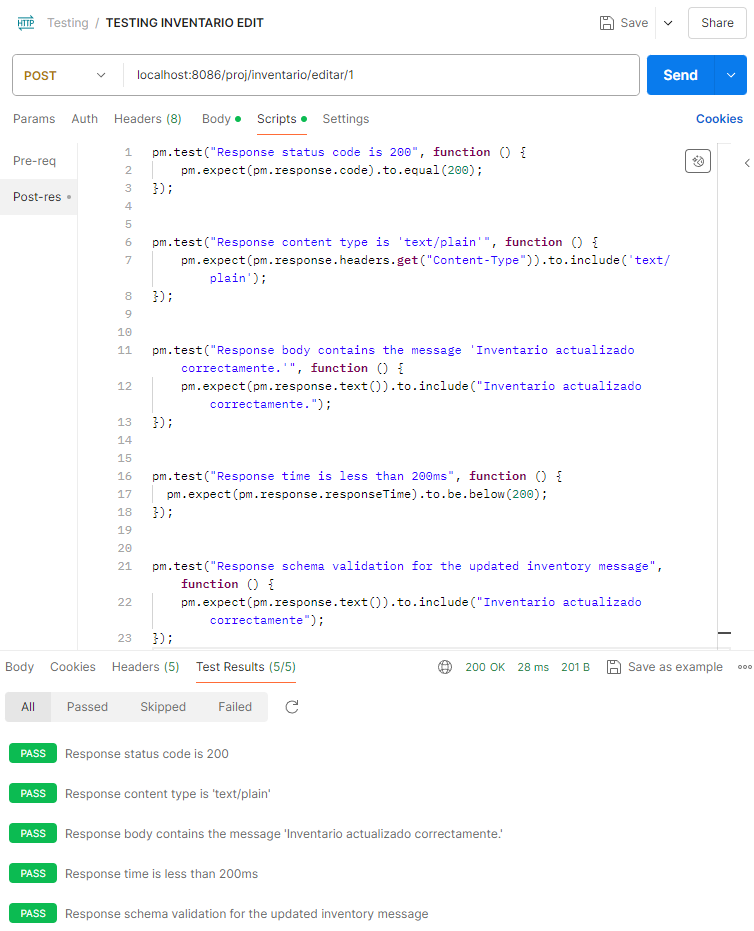 HTTP Testing / TESTING INVENTARIO EDIT Save Share
POST localhost:8086/proj/inventario/editar/1 Send
Params Auth Headers (8) Body Scripts Settings Cookies
Pre-req
Post-res
1 pm.test("Response status code is 200", function () {
2 pm.expect(pm.response.code).to.equal(200);
3 });
4
5
6 pm.test("Response content type is 'text/plain'", function () {
7 pm.expect(pm.response.headers.get("Content-Type")).to.include('text/
plain');
8 });
9
10
11 pm.test("Response body contains the message 'Inventario actualizado
correctamente.'", function () {
12 pm.expect(pm.response.text()).to.include("Inventario actualizado
correctamente.");
13 });
14
15
16 pm.test("Response time is less than 200ms", function () {
17 pm.expect(pm.response.responseTime).to.be.below(200);
18 });
19
20
21 pm.test("Response schema validation for the updated inventory message",
function () {
22 pm.expect(pm.response.text()).to.include("Inventario actualizado
correctamente");
23 });
Body Cookies Headers (5) Test Results (5/5) 200 OK 28 ms 201 B Save as example
All Passed Skipped Failed
PASS Response status code is 200
PASS Response content type is 'text/plain'
PASS Response body contains the message 'Inventario actualizado correctamente.'
PASS Response time is less than 200ms
PASS Response schema validation for the updated inventory message